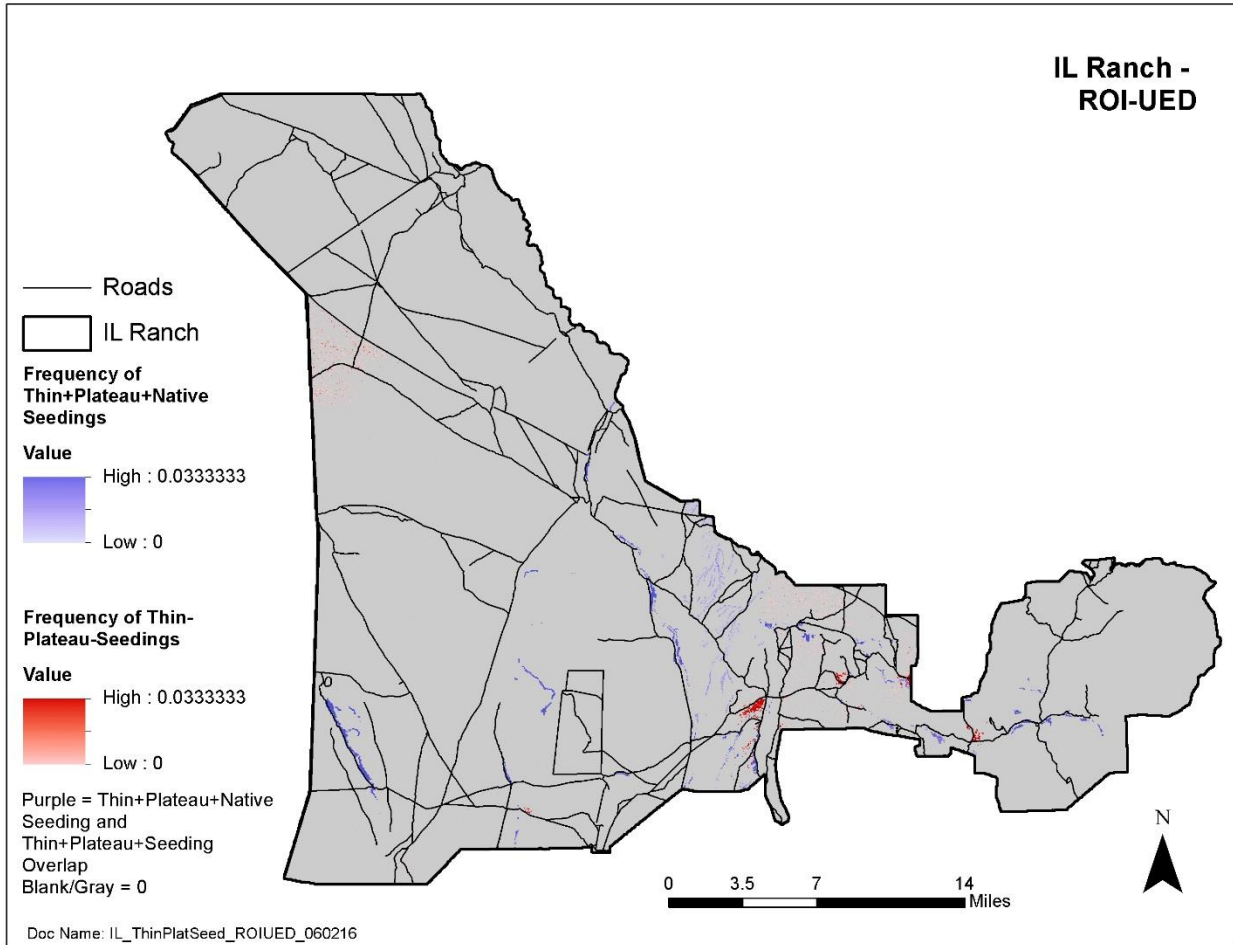 IL Ranch -
ROI-UED
Roads
IL Ranch
Frequency of
Thin+Plateau+Native
Seedings
Value
High : 0.0333333
Low : 0
Frequency of Thin-
Plateau-Seedings
Value
High : 0.0333333
Low : 0
Purple = Thin+Plateau+Native
Seeding and
Thin+Plateau+Seeding
Overlap
Blank/Gray = 0
0 3.5 7 14
Miles
N
Doc Name: IL_ThinPlatSeed_ROIUED_060216